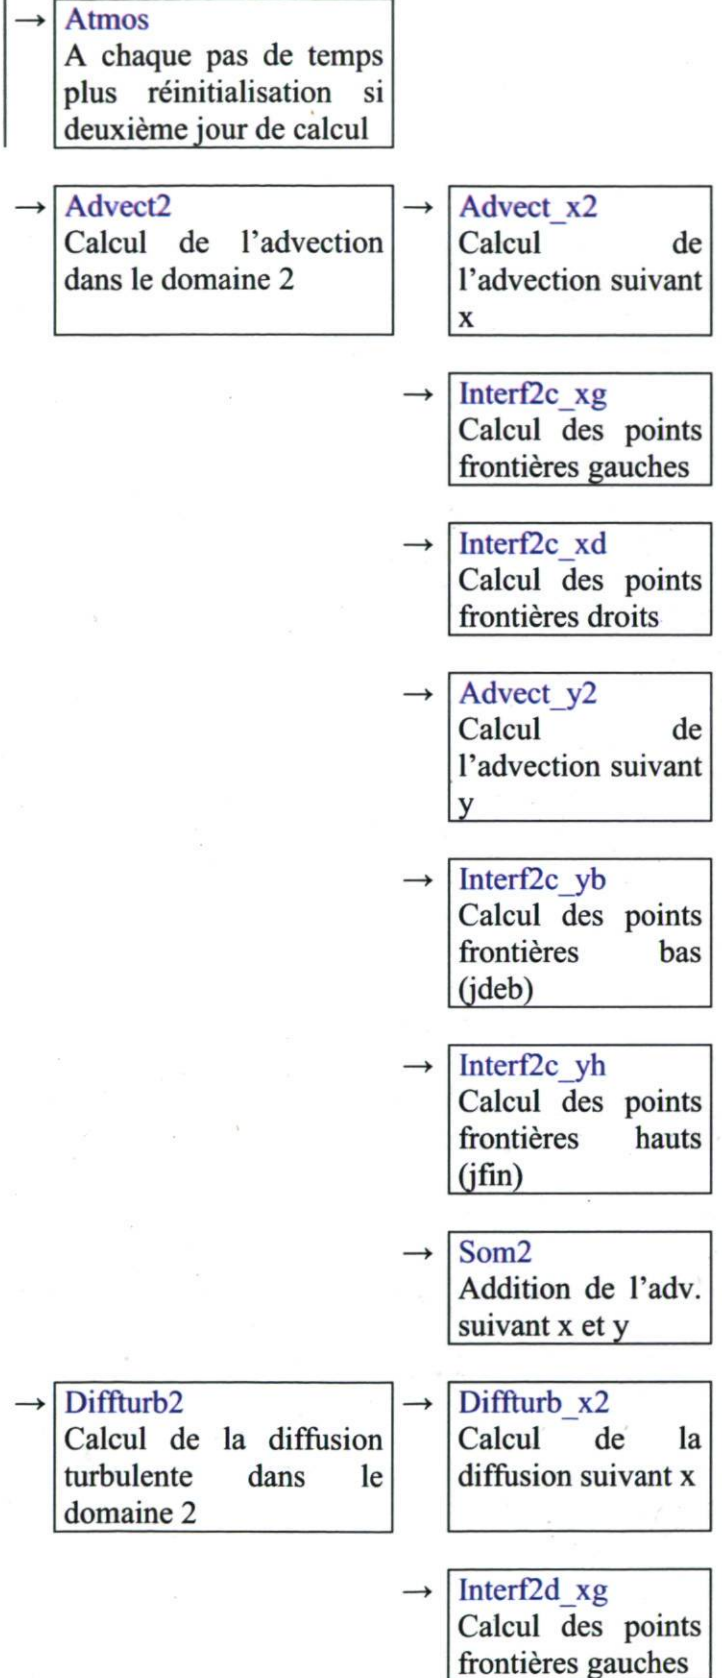 → Atmos
A chaque pas de temps
plus réinitialisation si
deuxième jour de calcul
→ Advect2
Calcul de l'advection
dans le domaine 2
→ Advect_x2
Calcul de
l'advection suivant
x
→ Interf2c_xg
Calcul des points
frontières gauches
→ Interf2c_xd
Calcul des points
frontières droits
→ Advect_y2
Calcul de
l'advection suivant
y
→ Interf2c_yb
Calcul des points
frontières bas
(jdeb)
→ Interf2c_yh
Calcul des points
frontières hauts
(jfin)
→ Som2
Addition de l'adv.
suivant x et y
→ Diffturb2
Calcul de la diffusion
turbulente dans le
domaine 2
→ Diffturb_x2
Calcul de la
diffusion suivant x
→ Interf2d_xg
Calcul des points
frontières gauches